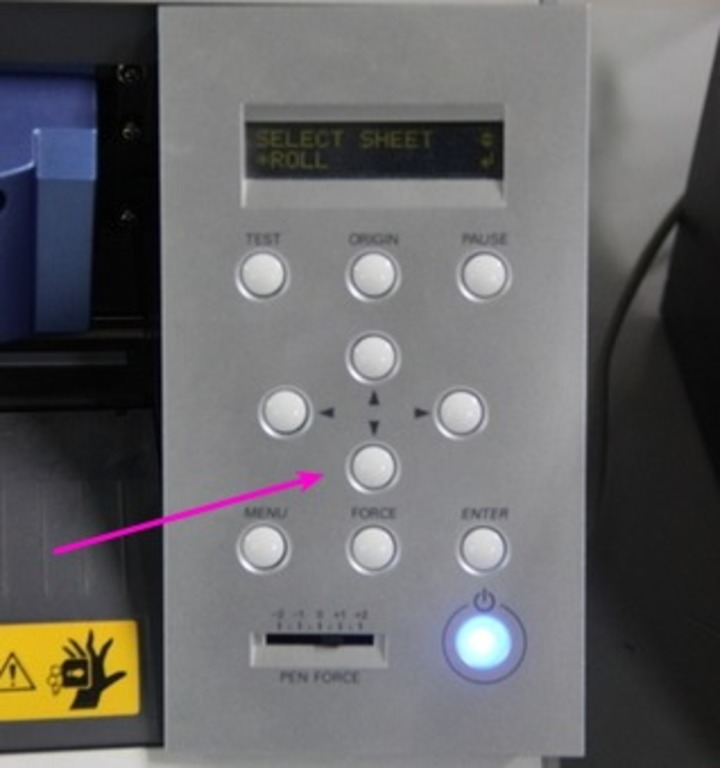 SELECT SHEET
*ROLL
TEST ORIGIN PAUSE
MENU FORCE ENTER
-2 -1 0 +1 +2
PEN FORCE